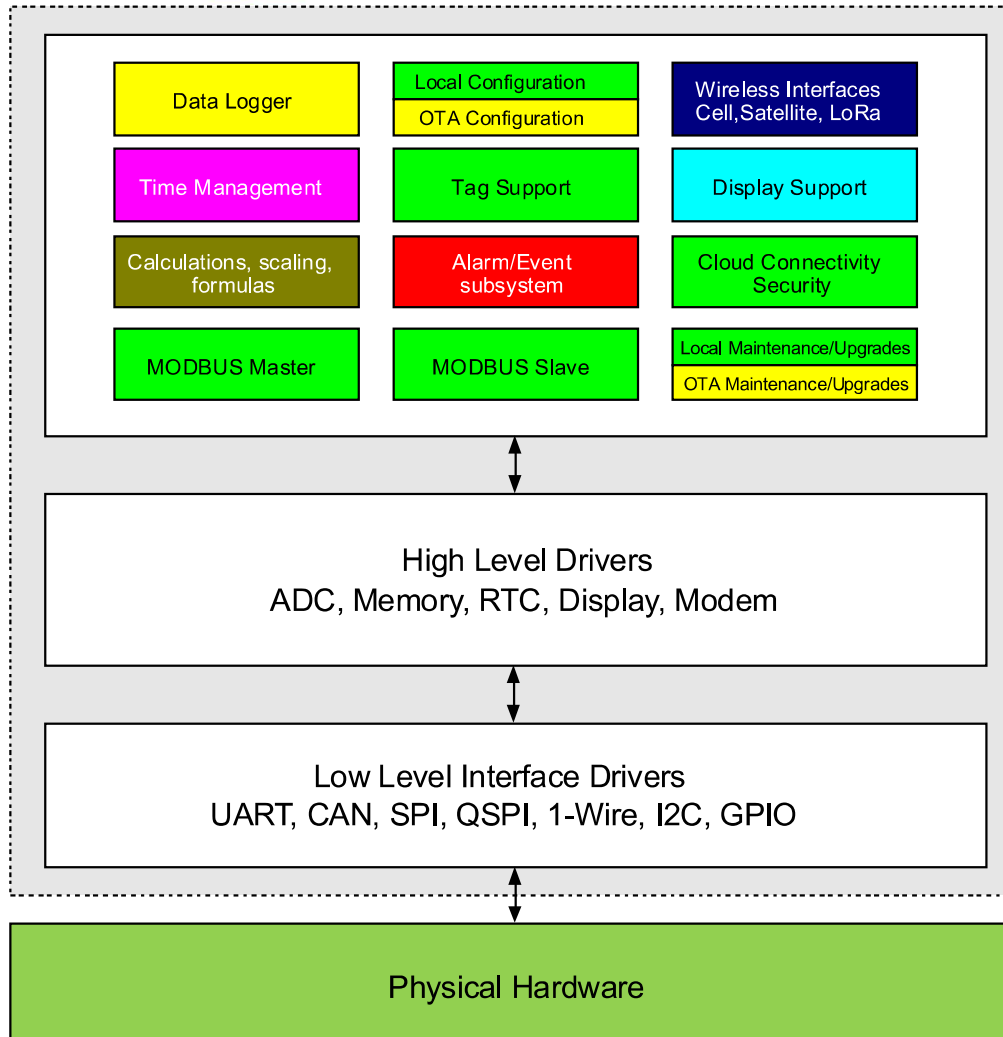 Data Logger
Local Configuration
OTA Configuration
Wireless Interfaces
Cell,Satellite, LoRa
Time Management
Tag Support
Display Support
Calculations, scaling,
formulas
Alarm/Event
subsystem
Cloud Connectivity
Security
MODBUS Master
MODBUS Slave
Local Maintenance/Upgrades
OTA Maintenance/Upgrades
High Level Drivers
ADC, Memory, RTC, Display, Modem
Low Level Interface Drivers
UART, CAN, SPI, QSPI, 1-Wire, I2C, GPIO
Physical Hardware